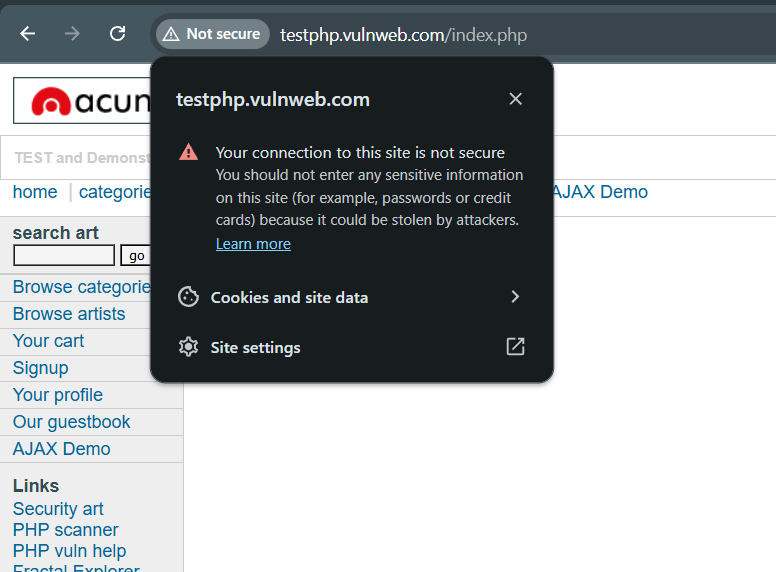 Not secure testphp.vulnweb.com/index.php
testphp.vulnweb.com
Your connection to this site is not secure
You should not enter any sensitive information
on this site (for example, passwords or credit
cards) because it could be stolen by attackers.
Learn more
Cookies and site data
Site settings
acun
TEST and Demonst
home | categorie
AJAX Demo
search art
go
Browse categorie
Browse artists
Your cart
Signup
Your profile
Our guestbook
AJAX Demo
Links
Security art
PHP scanner
PHP vuln help
Fractal Explorer